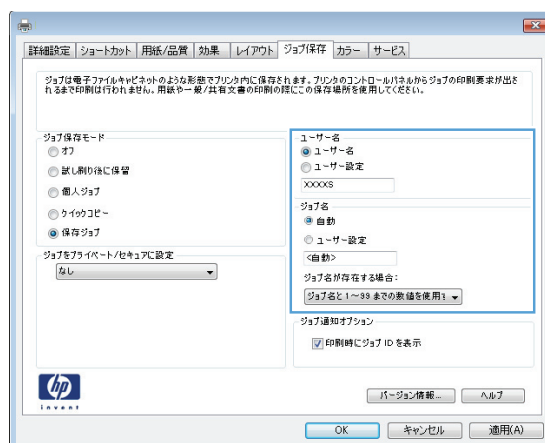 詳細設定 ショートカット 用紙/品質 効果 レイアウト ジョブ保存 カラー サービス
ジョブは電子ファイルキャビネットのような形態でプリンタ内に保存されます。プリンタのコントロールパネルからジョブの印刷要求が出さ
れるまで印刷は行われません。用紙や一般/共有文書の印刷の際にこの保存場所を使用してください。
ジョブ保存モード
オフ
試し刷り後に保留
個人ジョブ
クイックコピー
保存ジョブ
ジョブをプライベート/セキュアに設定
なし
ユーザー名
ユーザー名
ユーザー設定
XXXXS
ジョブ名
自動
ユーザー設定
<自動>
ジョブ名が存在する場合:
ジョブ名と1～99 までの数値を使用す
ジョブ通知オプション
印刷時にジョブ ID を表示
hp
invent
バージョン情報... ヘルプ
OK キャンセル 適用(A)